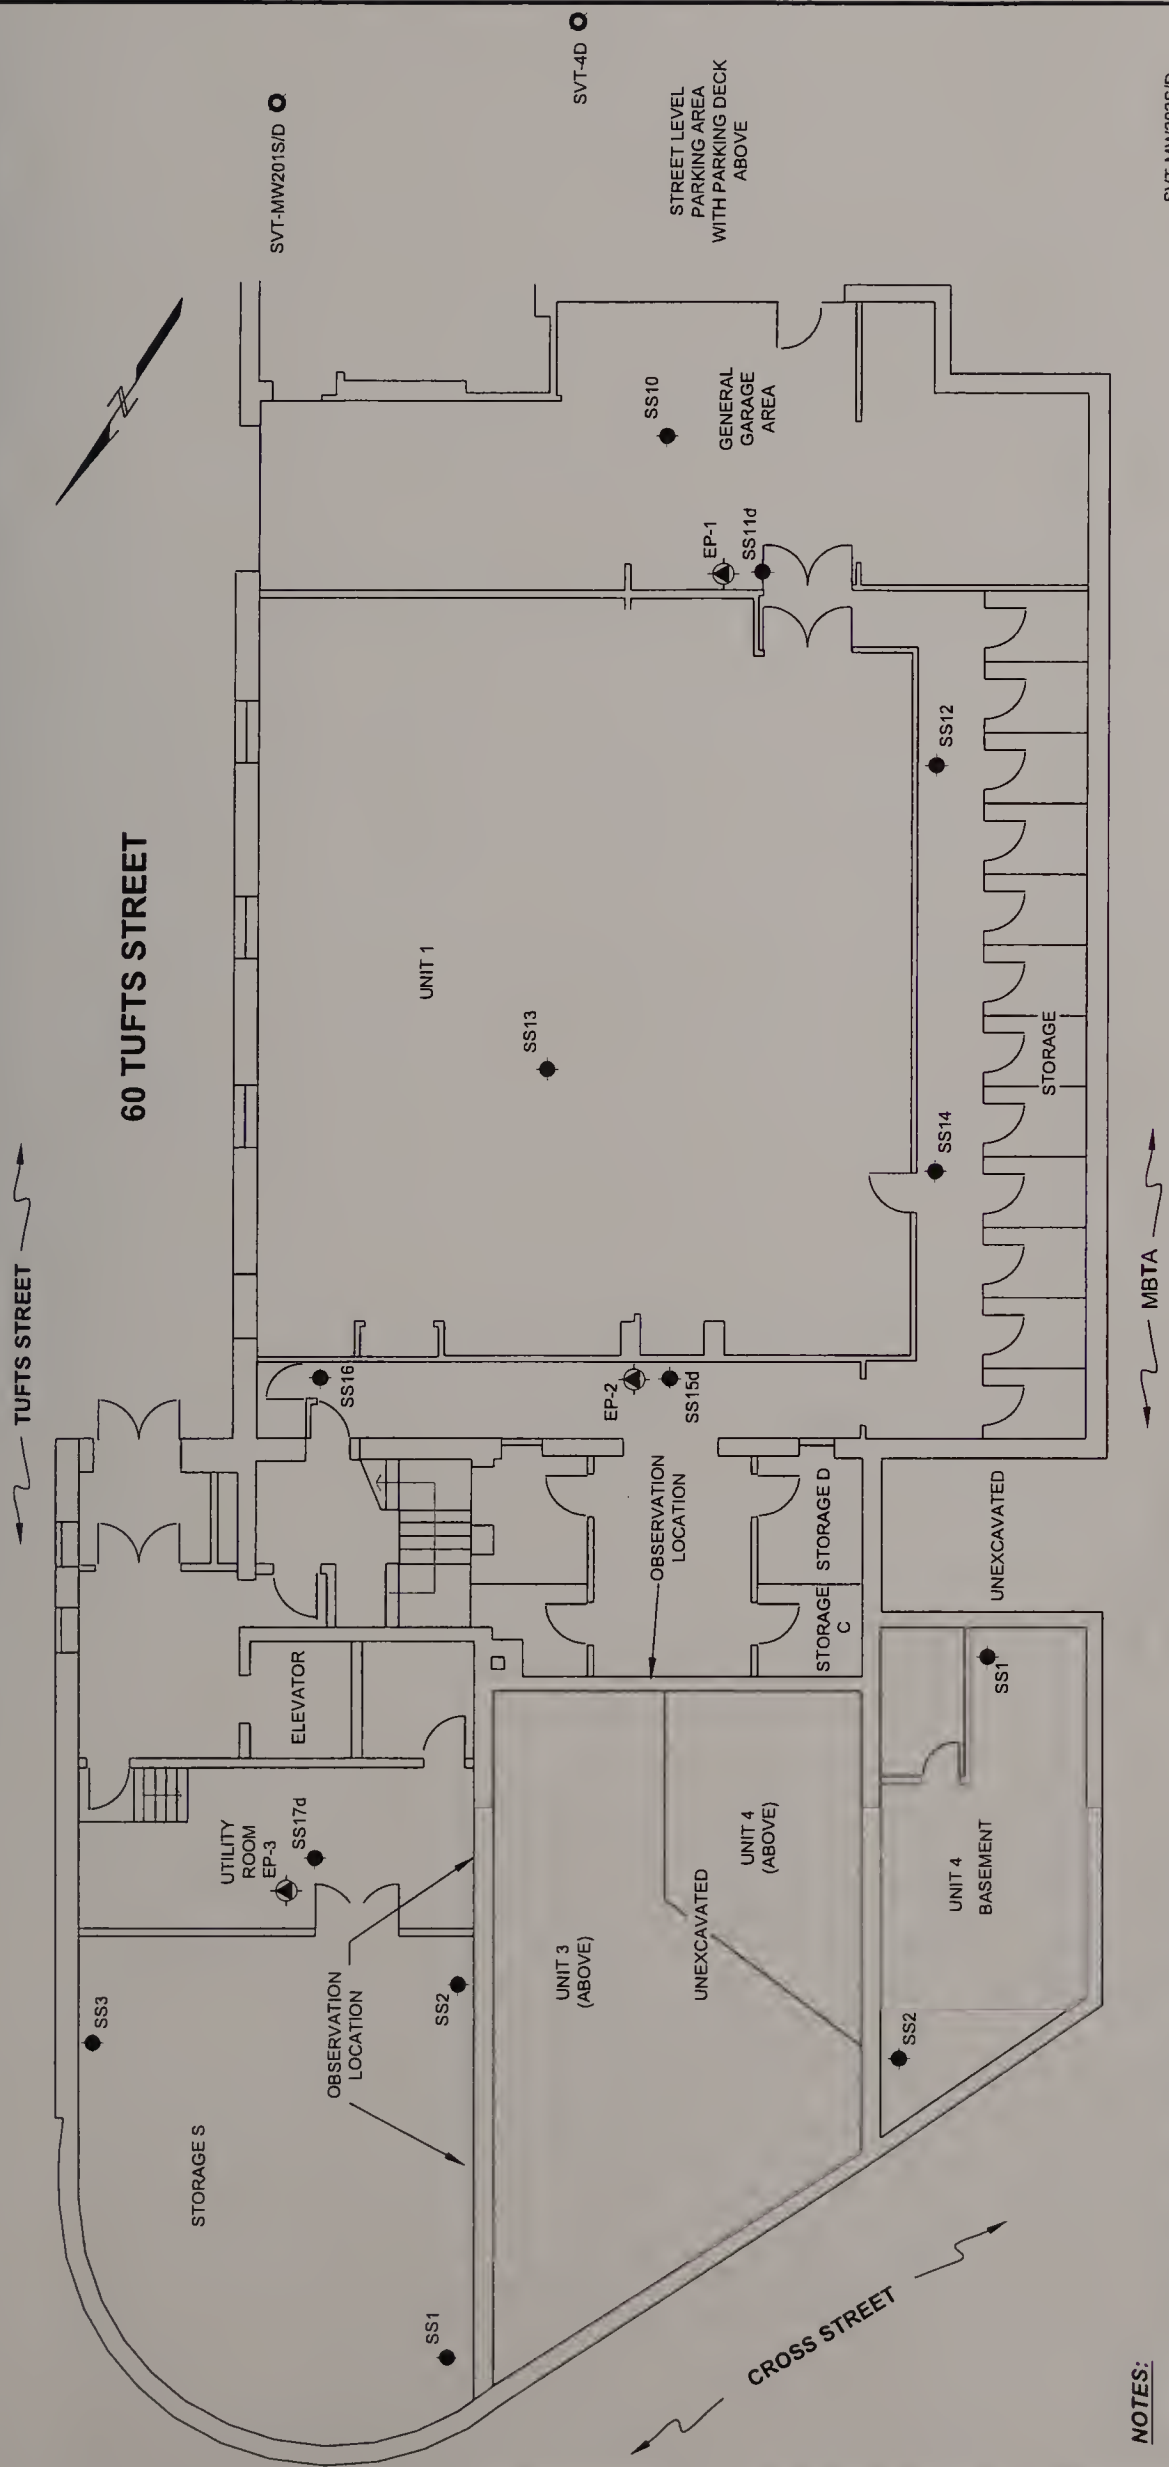 TUFTS STREET
60 TUFTS STREET
SVT-MW201S/D
SVT-4D
STREET LEVEL
PARKING AREA
WITH PARKING DECK
ABOVE
SS3
STORAGE S
UTILITY
ROOM
EP-3
SS17d
ELEVATOR
SS16
UNIT 1
OBSERVATION
LOCATION
SS2
SS1
UNIT 3
(ABOVE)
UNEXCAVATED
UNIT 4
(ABOVE)
OBSERVATION
LOCATION
EP-2
SS15d
SS13
SS10
GENERAL
GARAGE
AREA
EP-1
SS11d
STORAGE
C
STORAGE D
SS2
UNIT 4
BASEMENT
SS1
UNEXCAVATED
SS14
SS12
STORAGE
CROSS STREET
MBTA
NOTES: